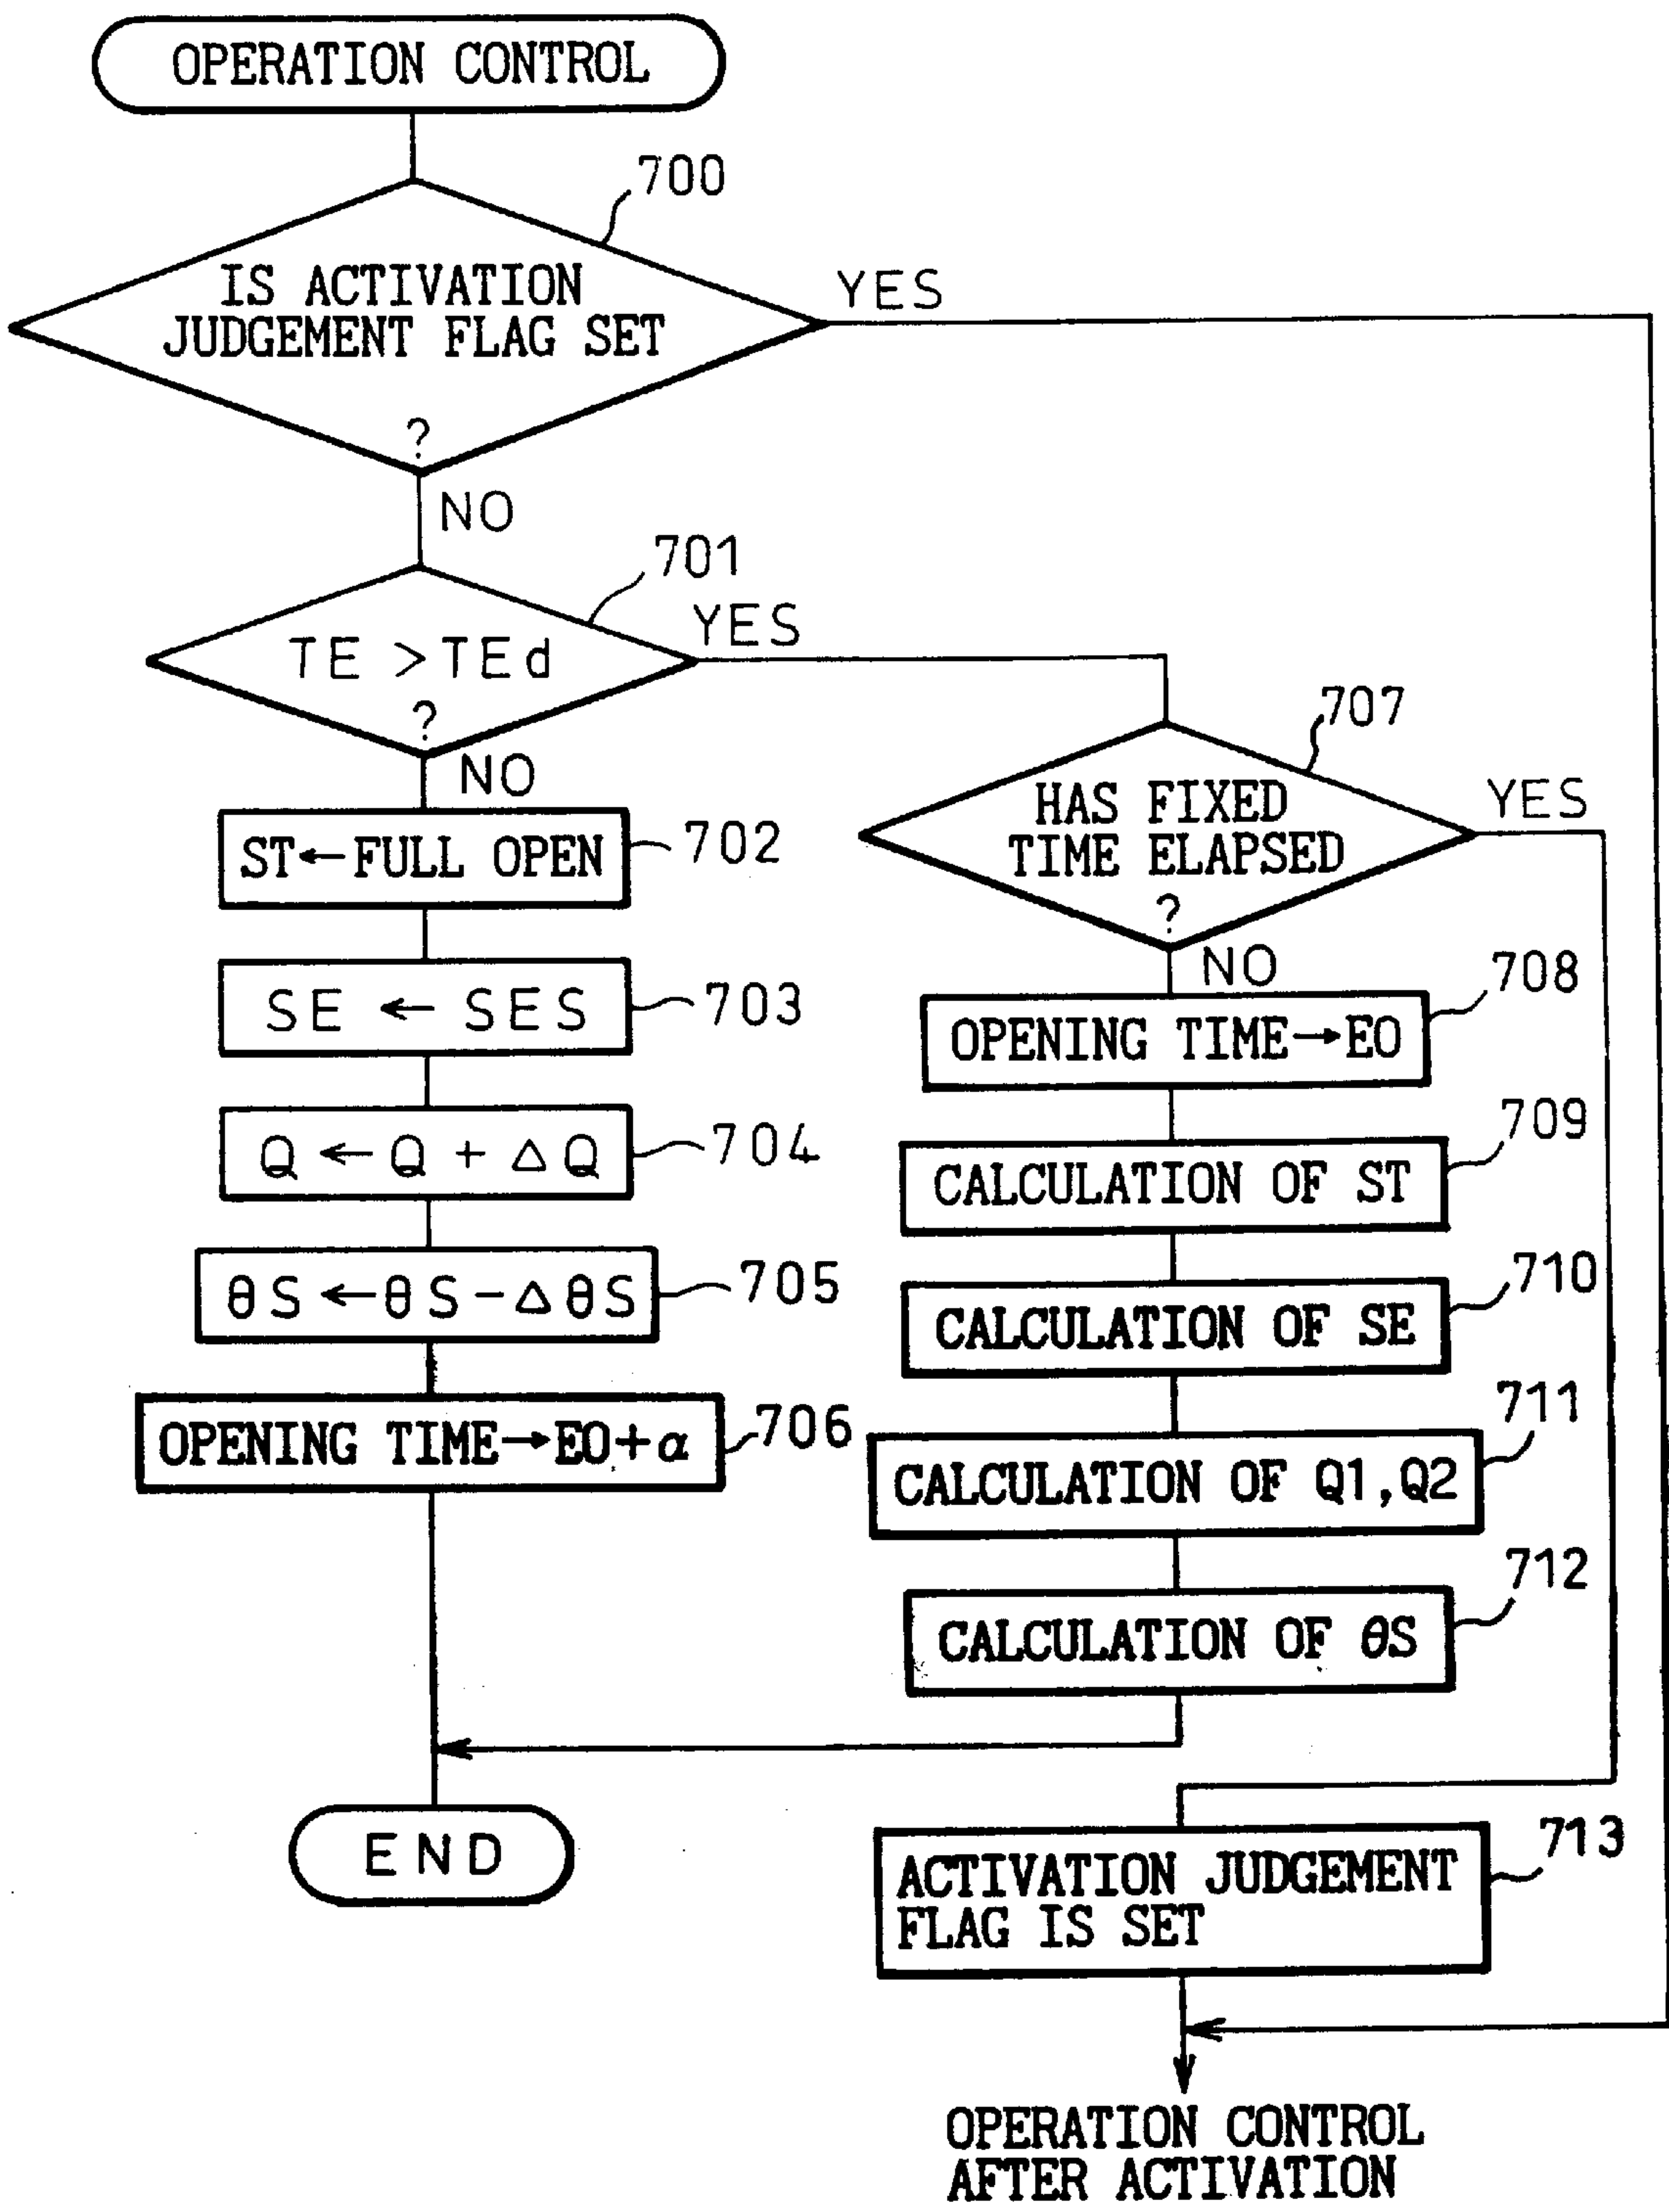 OPERATION CONTROL
700
IS ACTIVATION
JUDGEMENT FLAG SET
?
YES
NO
701
TE > TEd
?
YES
NO
ST←FULL OPEN
702
SE ← SES
703
Q ← Q + △Q
704
θS ← θS − △θS
705
OPENING TIME→EO+α
706
707
HAS FIXED
TIME ELAPSED
?
YES
NO
708
OPENING TIME→EO
709
CALCULATION OF ST
710
CALCULATION OF SE
711
CALCULATION OF Q1,Q2
712
CALCULATION OF θS
END
713
ACTIVATION JUDGEMENT
FLAG IS SET
OPERATION CONTROL
AFTER ACTIVATION